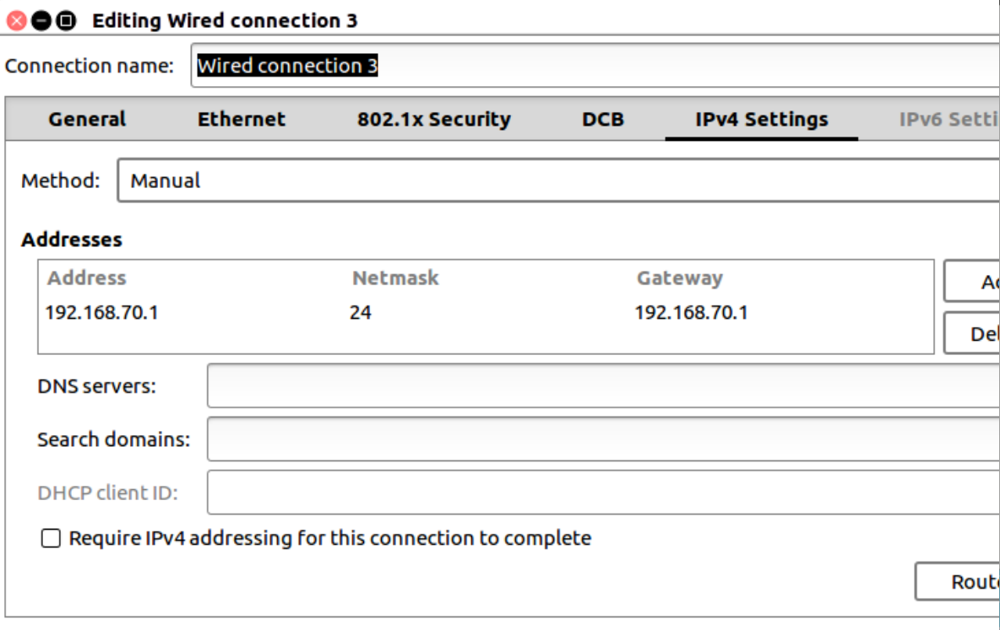 Editing Wired connection 3
Connection name: Wired connection 3
General Ethernet 802.1x Security DCB IPv4 Settings IPv6 Setti
Method: Manual
Addresses
Address Netmask Gateway
192.168.70.1 24 192.168.70.1
Ad
Del
DNS servers:
Search domains:
DHCP client ID:
Require IPv4 addressing for this connection to complete
Route